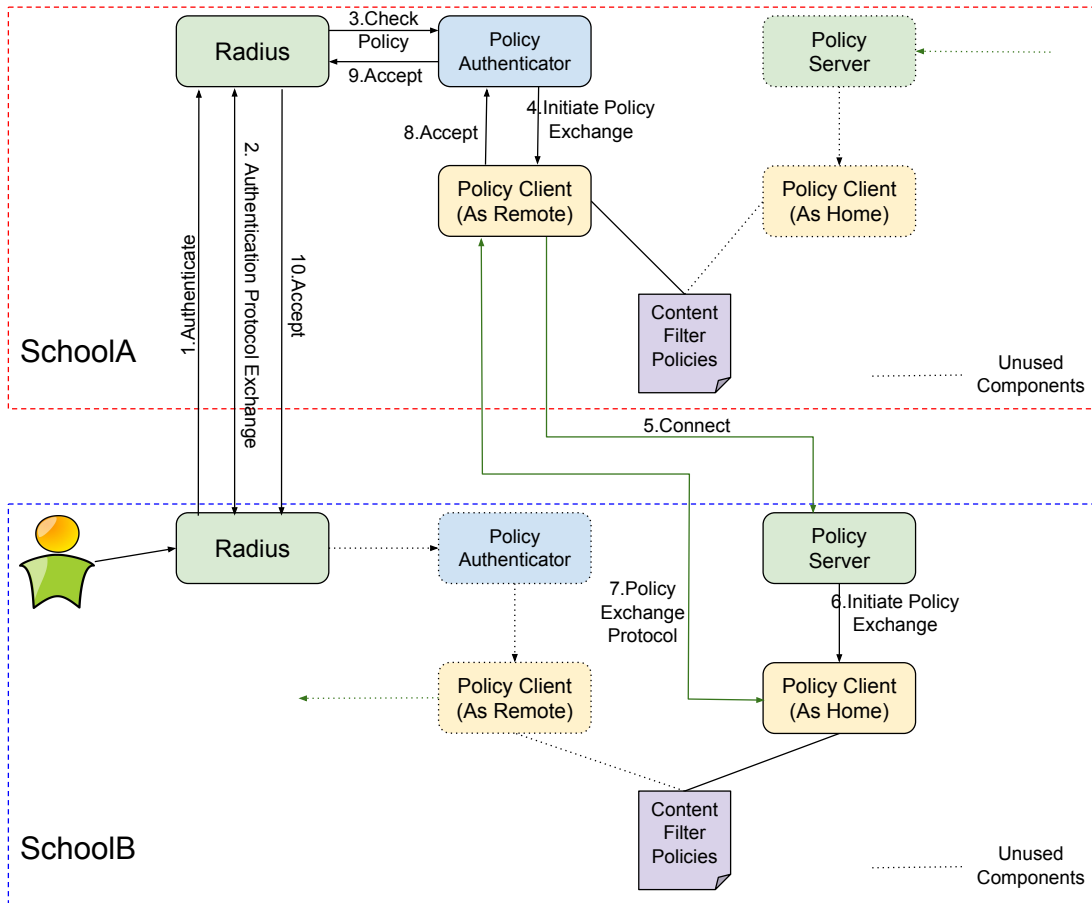 3.Check
Policy
Radius
Policy
Authenticator
9.Accept
Policy
Server
8.Accept
4.Initiate Policy
Exchange
Policy Client
(As Remote)
Policy Client
(As Home)
1.Authenticate
2. Authentication Protocol Exchange
10.Accept
Content
Filter
Policies
SchoolA
Unused
Components
5.Connect
Radius
Policy
Authenticator
Policy
Server
7.Policy
Exchange
Protocol
6.Initiate Policy
Exchange
Policy Client
(As Remote)
Policy Client
(As Home)
Content
Filter
Policies
SchoolB
Unused
Components